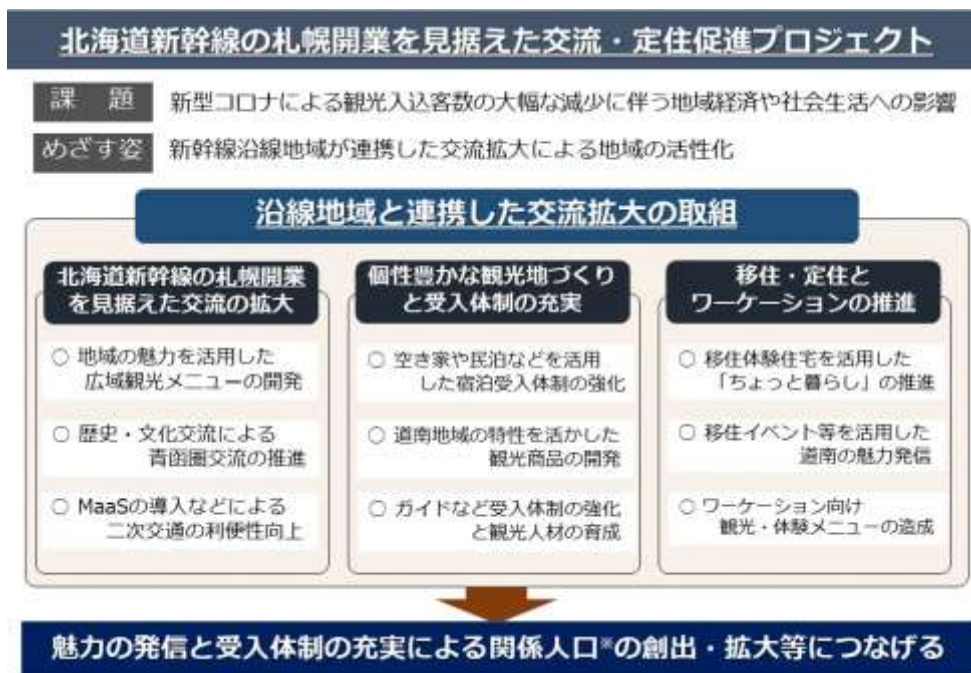 北海道新幹線の札幌開業を見据えた交流・定住促進プロジェクト
課 題 新型コロナによる観光入込客数の大幅な減少に伴う地域経済や社会生活への影響
めざす姿 新幹線沿線地域が連携した交流拡大による地域の活性化
沿線地域と連携した交流拡大の取組
北海道新幹線の札幌開業
を見据えた交流の拡大
○ 地域の魅力を活用した
広域観光メニューの開発
○ 歴史・文化交流による
青函圏交流の推進
○ MaaSの導入などによる
二次交通の利便性向上
個性豊かな観光地づくり
と受入体制の充実
○ 空き家や民泊などを活用
した宿泊受入体制の強化
○ 道南地域の特性を活かした
観光商品の開発
○ ガイドなど受入体制の強化
と観光人材の育成
移住・定住と
ワーケーションの推進
○ 移住体験住宅を活用した
「ちょっと暮らし」の推進
○ 移住イベント等を活用した
道南の魅力発信
○ ワーケーション向け
観光・体験メニューの造成
魅力の発信と受入体制の充実による関係人口※の創出・拡大等につなげる